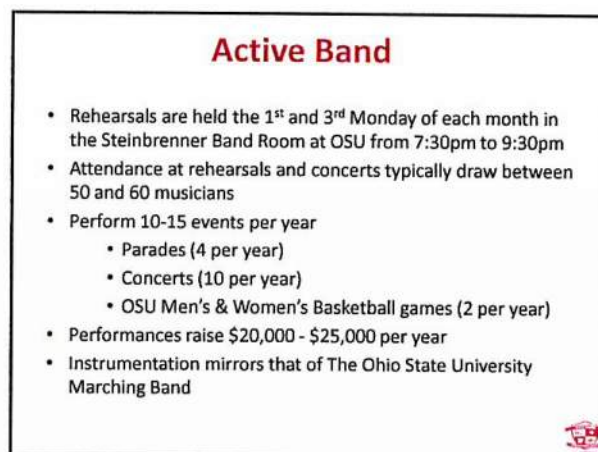 Active Band
• Rehearsals are held the 1st and 3rd Monday of each month in
the Steinbrenner Band Room at OSU from 7:30pm to 9:30pm
• Attendance at rehearsals and concerts typically draw between
50 and 60 musicians
• Perform 10-15 events per year
• Parades (4 per year)
• Concerts (10 per year)
• OSU Men's & Women's Basketball games (2 per year)
• Performances raise $20,000 - $25,000 per year
• Instrumentation mirrors that of The Ohio State University
Marching Band